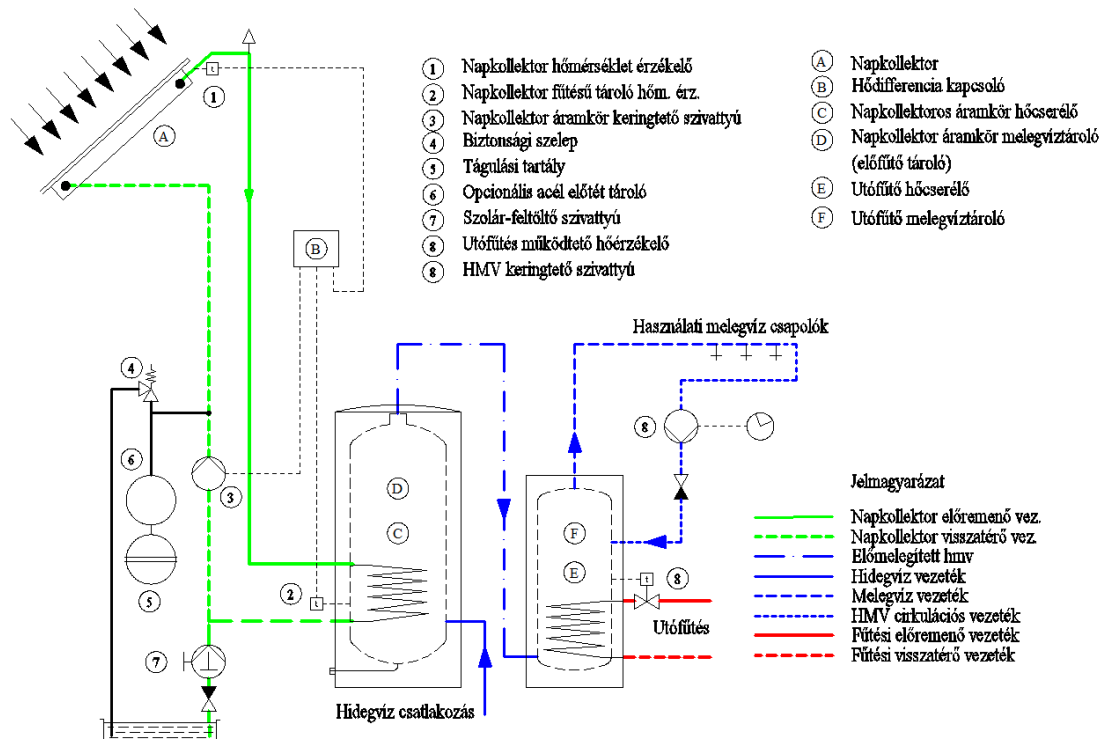 1 Napkollektor hőmérséklet érzékelő
2 Napkollektor fűtésű tároló hőm. érz.
3 Napkollektor áramkör keringtető szivattyú
4 Biztonsági szelep
5 Tágulási tartály
6 Opcionális acél előtét tároló
7 Szolár-feltöltő szivattyú
8 Utófűtés működtető hőérzékelő
8 HMV keringtető szivattyú
A Napkollektor
B Hődifferencia kapcsoló
C Napkollektoros áramkör hőcserélő
D Napkollektor áramkör melegvíztároló
(előfűtő tároló)
E Utófűtő hőcserélő
F Utófűtő melegvíztároló
t
1
A
B
Használati melegvíz csapolók
4
8
6
3
D
C
F
E
5
2
t
t
8
Utófűtés
7
Hidegvíz csatlakozás
Jelmagyarázat
Napkollektor előremenő vez.
Napkollektor visszatérő vez.
Előmelegített hmv
Hidegvíz vezeték
Melegvíz vezeték
HMV cirkulációs vezeték
Fűtési előremenő vezeték
Fűtési visszatérő vezeték